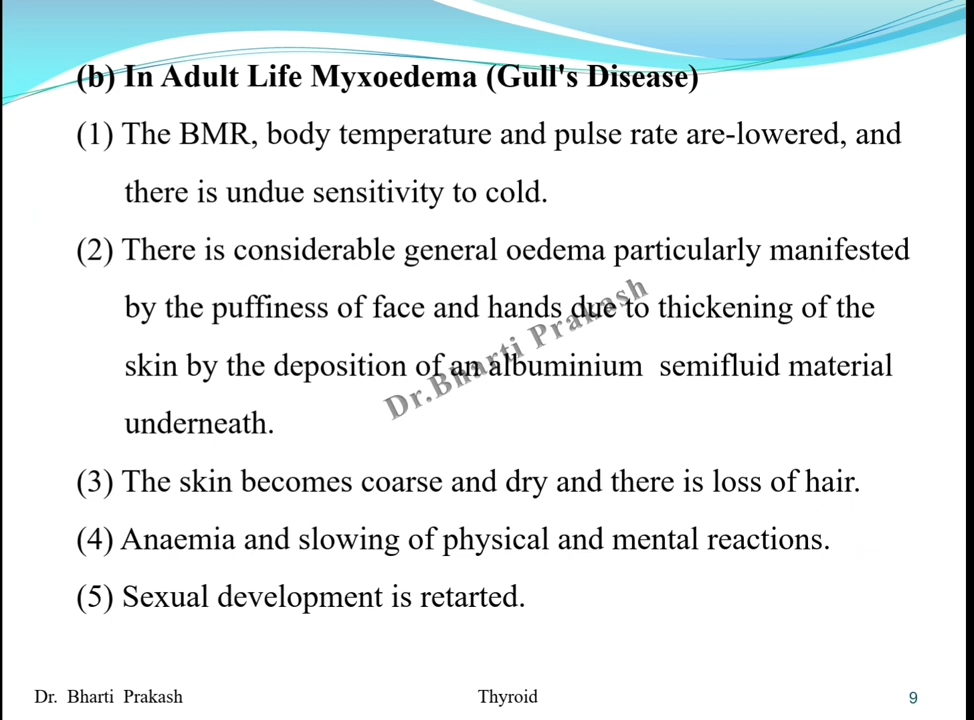 (b) In Adult Life Myxoedema (Gull's Disease)
(1) The BMR, body temperature and pulse rate are-lowered, and
there is undue sensitivity to cold.
(2) There is considerable general oedema particularly manifested
by the puffiness of face and hands due to thickening of the
skin by the deposition of an albuminium semifluid material
underneath.
Dr.Bharti Prakash
(3) The skin becomes coarse and dry and there is loss of hair.
(4) Anaemia and slowing of physical and mental reactions.
(5) Sexual development is retarted.
Dr. Bharti Prakash
Thyroid
9